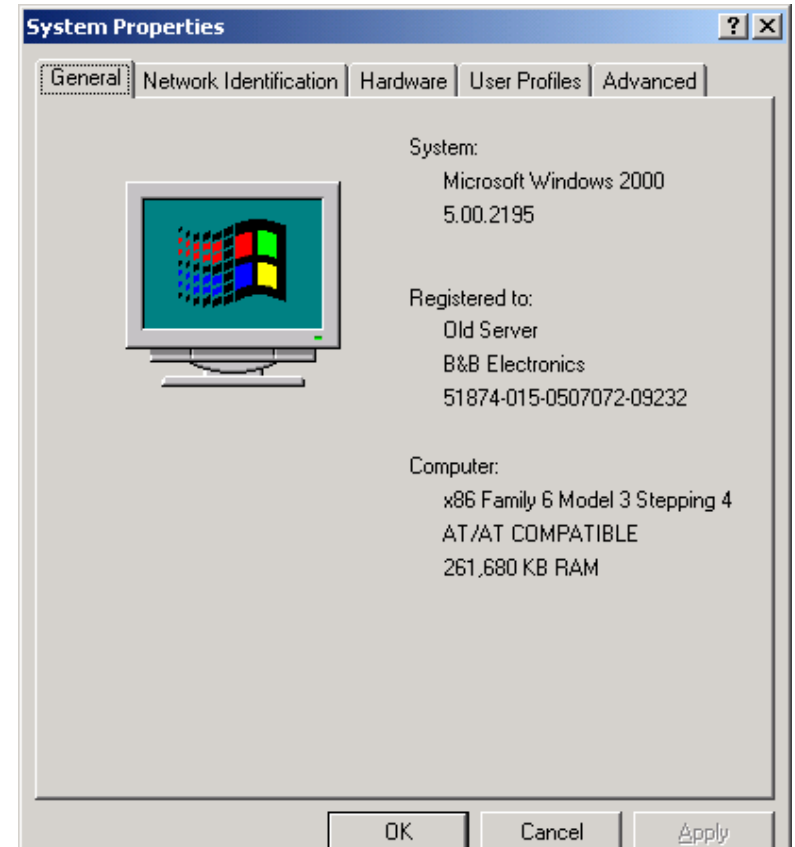 System Properties
General Network Identification Hardware User Profiles Advanced
System:
Microsoft Windows 2000
5.00.2195
Registered to:
Old Server
B&B Electronics
51874-015-0507072-09232
Computer:
x86 Family 6 Model 3 Stepping 4
AT/AT COMPATIBLE
261,680 KB RAM
OK Cancel Apply